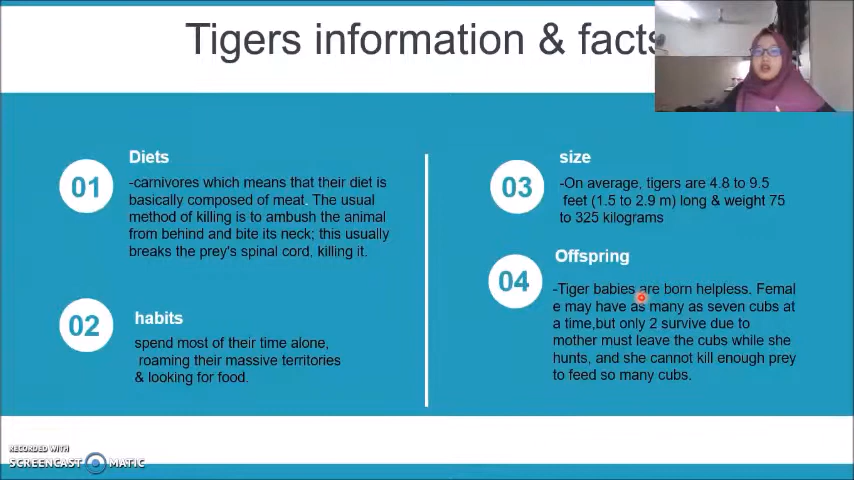 Tigers information & facts
01
Diets
-carnivores which means that their diet is
basically composed of meat. The usual
method of killing is to ambush the animal
from behind and bite its neck; this usually
breaks the prey's spinal cord, killing it.
02
habits
spend most of their time alone,
roaming their massive territories
& looking for food.
03
size
-On average, tigers are 4.8 to 9.5
feet (1.5 to 2.9 m) long & weight 75
to 325 kilograms
04
Offspring
-Tiger babies are born helpless. Femal
e may have as many as seven cubs at
a time,but only 2 survive due to
mother must leave the cubs while she
hunts, and she cannot kill enough prey
to feed so many cubs.
RECORDED WITH
SCREENCAST MATIC